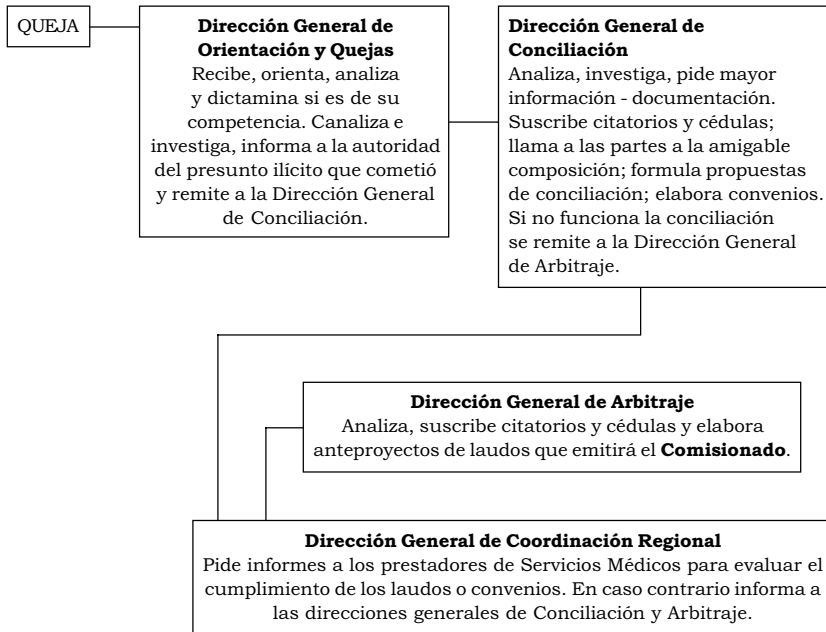 QUEJA
Dirección General de
Orientación y Quejas
Recibe, orienta, analiza
y dictamina si es de su
competencia. Canaliza e
investiga, informa a la autoridad
del presunto ilícito que cometió
y remite a la Dirección General
de Conciliación.
Dirección General de
Conciliación
Analiza, investiga, pide mayor
información - documentación.
Suscribe citatorios y cédulas;
llama a las partes a la amigable
composición; formula propuestas
de conciliación; elabora convenios.
Si no funciona la conciliación
se remite a la Dirección General
de Arbitraje.
Dirección General de Arbitraje
Analiza, suscribe citatorios y cédulas y elabora
anteproyectos de laudos que emitirá el Comisionado.
Dirección General de Coordinación Regional
Pide informes a los prestadores de Servicios Médicos para evaluar el
cumplimiento de los laudos o convenios. En caso contrario informa a
las direcciones generales de Conciliación y Arbitraje.